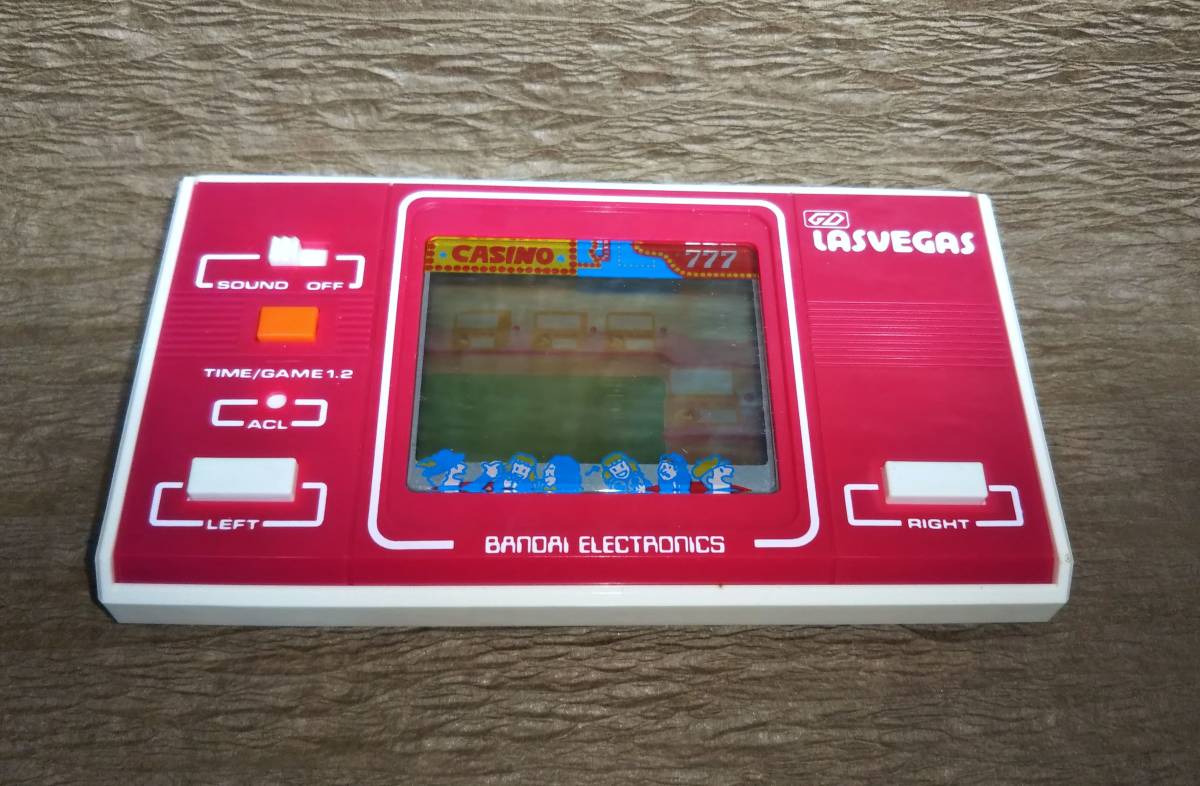 GD
LASVEGAS
CASINO
777
SOUND OFF
TIME/GAME 1.2
ACL
LEFT
RIGHT
BANDAI ELECTRONICS